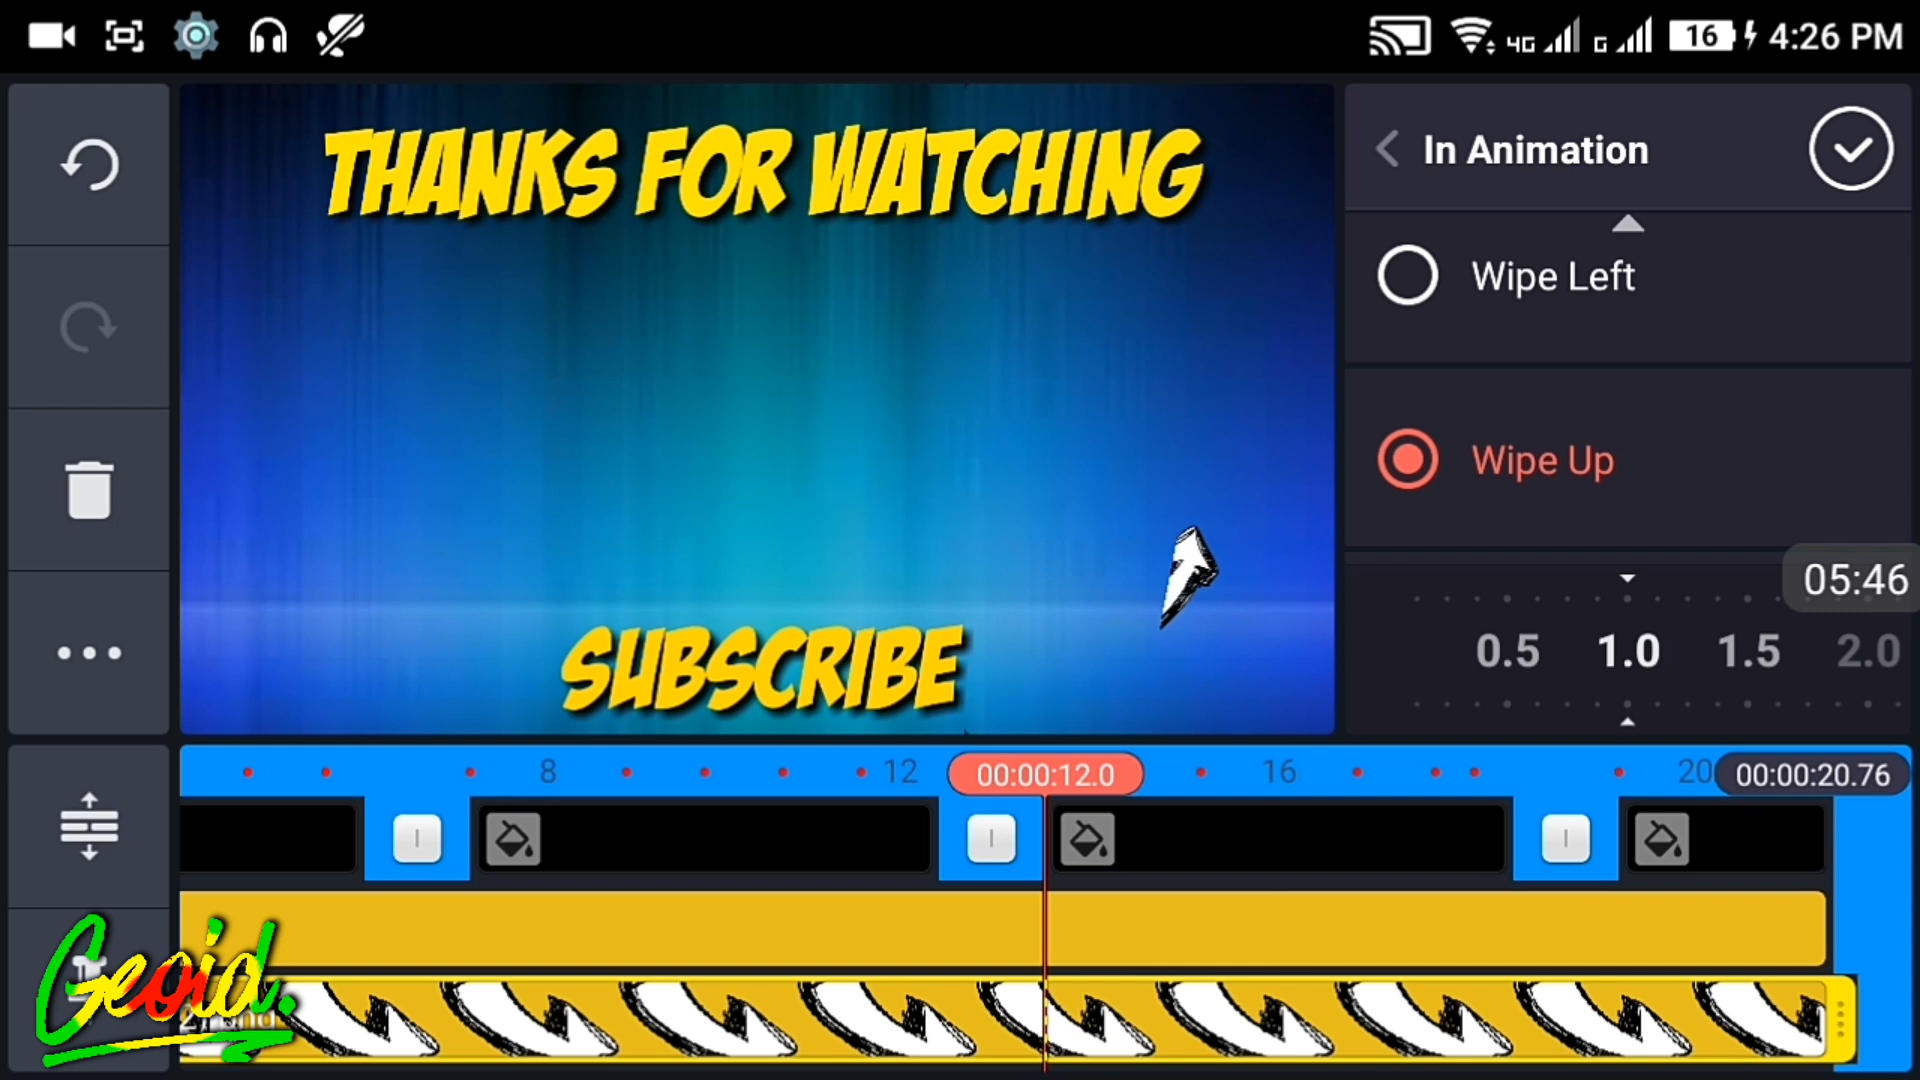 4G G 16 4:26 PM
THANKS FOR WATCHING
In Animation
Wipe Left
Wipe Up
05:46
0.5 1.0 1.5 2.0
SUBSCRIBE
8 12 00:00:12.0 16 20 00:00:20.76
Geoid.